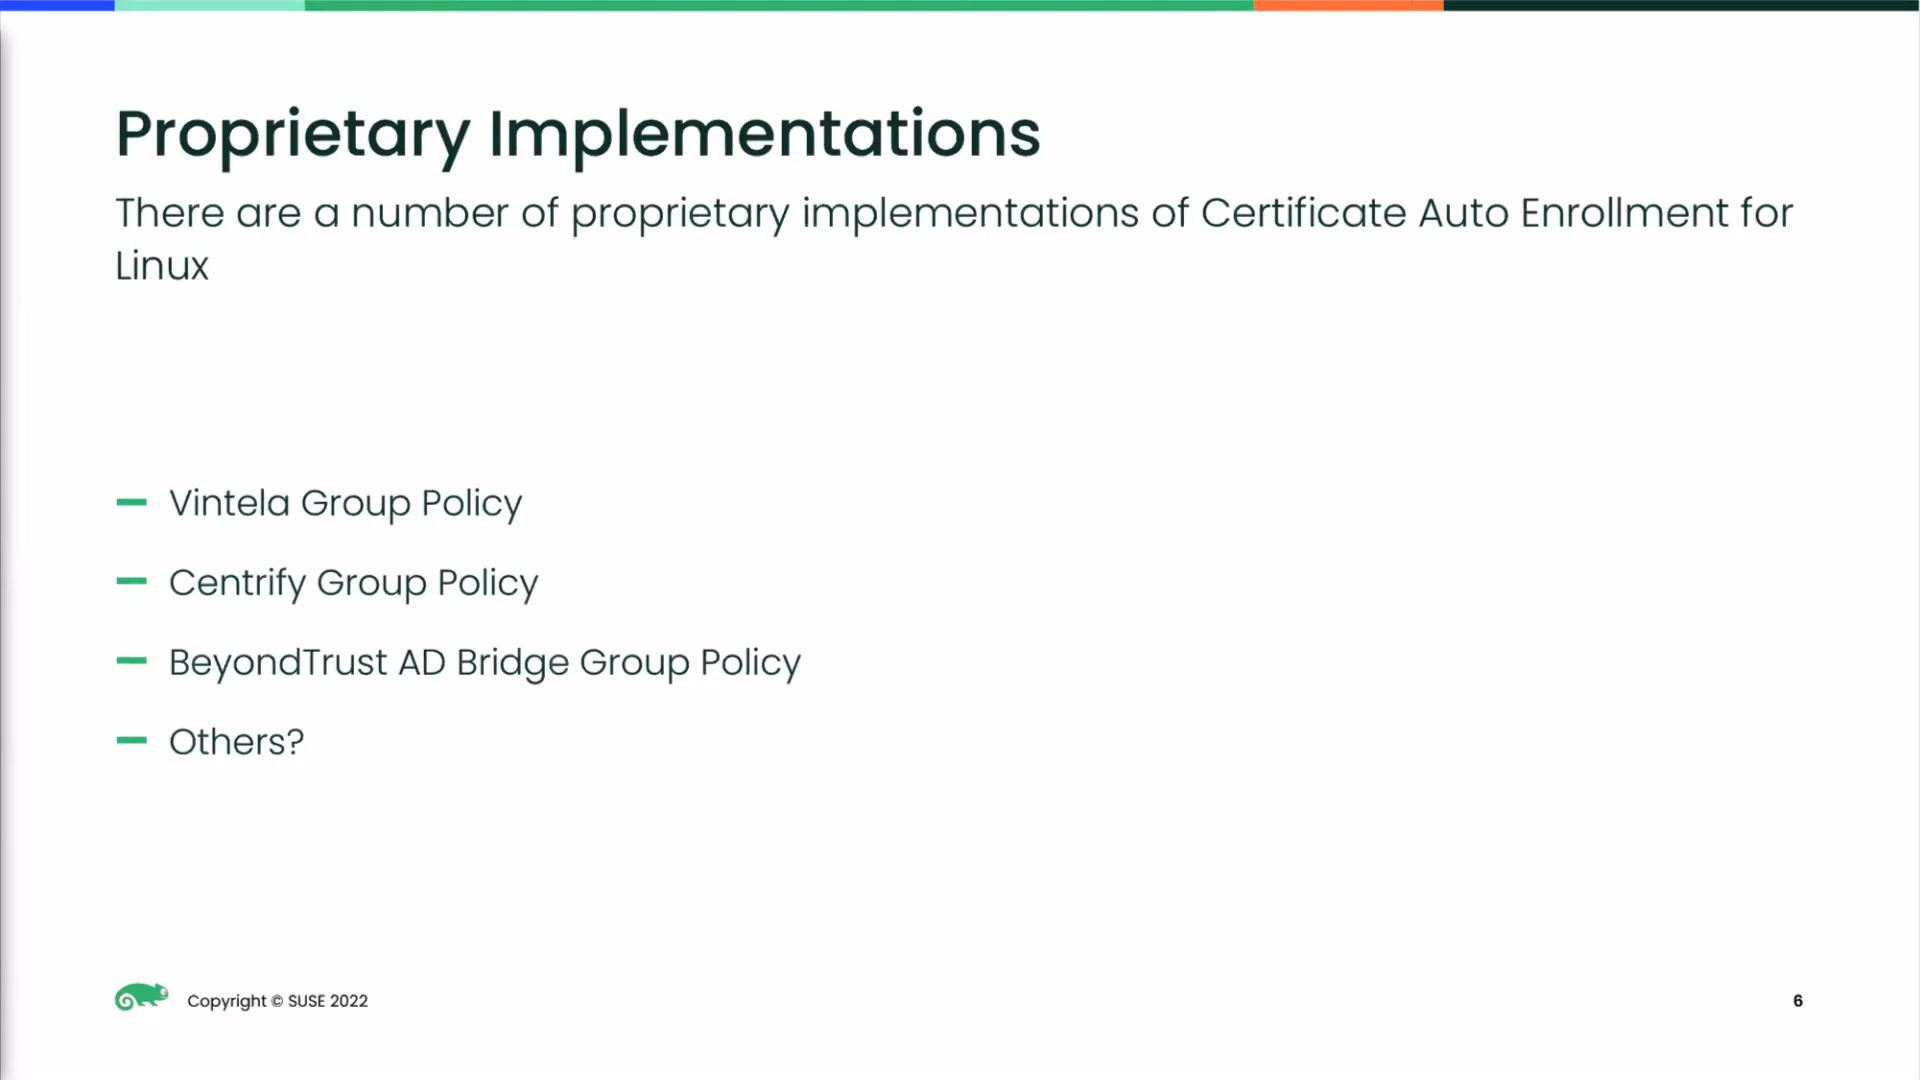 Proprietary Implementations
There are a number of proprietary implementations of Certificate Auto Enrollment for
Linux
Vintela Group Policy
Centrify Group Policy
BeyondTrust AD Bridge Group Policy
Others?
Copyright © SUSE 2022
6